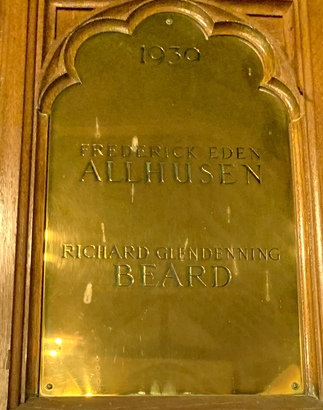 1939
FREDERICK EDEN
ALLHUSEN
RICHARD GLENDENNING
BEARD